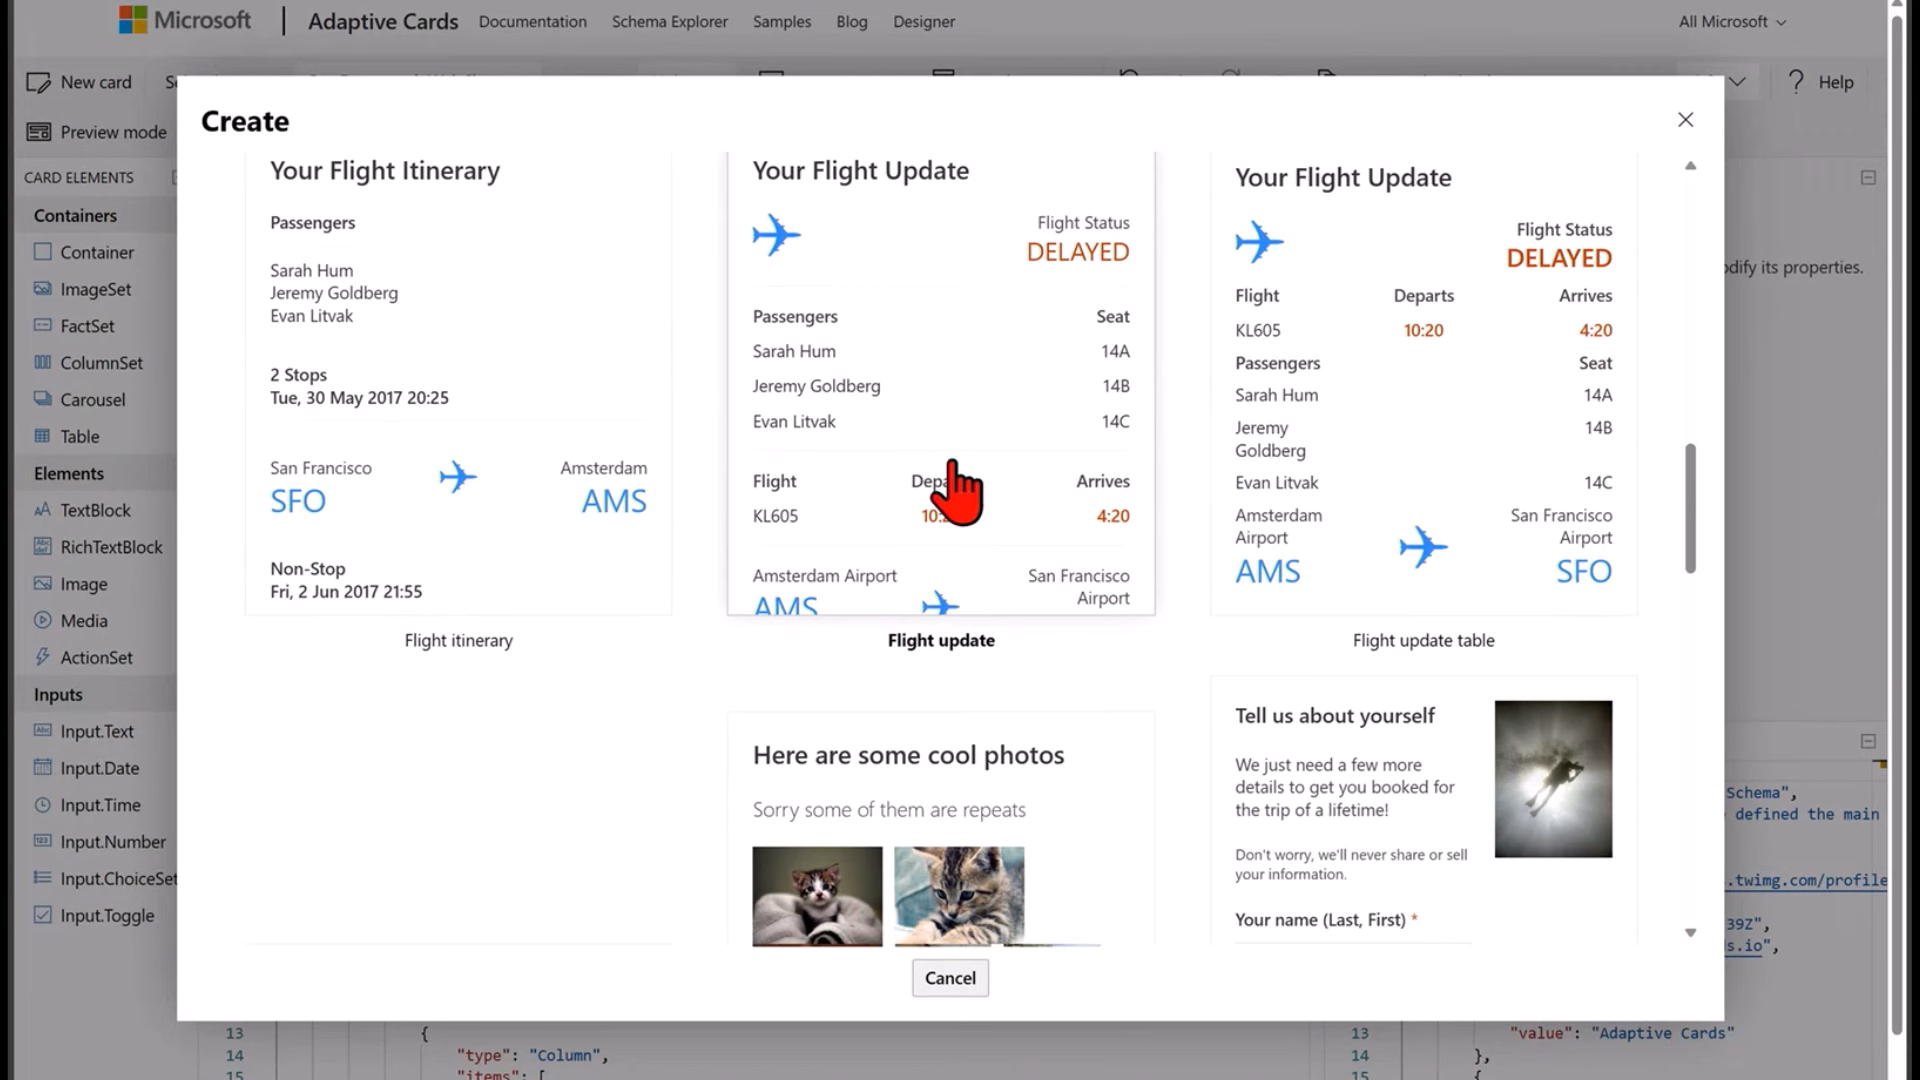 Microsoft
Adaptive Cards
Documentation
Schema Explorer
Samples
Blog
Designer
All Microsoft
New card
Help
Preview mode
CARD ELEMENTS
Containers
Container
ImageSet
FactSet
ColumnSet
Carousel
Table
Elements
TextBlock
RichTextBlock
Image
Media
ActionSet
Inputs
Input.Text
Input.Date
Input.Time
Input.Number
Input.ChoiceSet
Input.Toggle
Create
Your Flight Itinerary
Passengers
Sarah Hum
Jeremy Goldberg
Evan Litvak
2 Stops
Tue, 30 May 2017 20:25
San Francisco
Amsterdam
SFO
AMS
Non-Stop
Fri, 2 Jun 2017 21:55
Flight itinerary
Your Flight Update
Flight Status
DELAYED
Passengers Seat
Sarah Hum 14A
Jeremy Goldberg 14B
Evan Litvak 14C
Flight Arrives
KL605 4:20
Amsterdam Airport
San Francisco
Airport
AMS
Flight update
Your Flight Update
Flight Status
DELAYED
Flight Departs Arrives
KL605 10:20 4:20
Passengers Seat
Sarah Hum 14A
Jeremy 14B
Goldberg
Evan Litvak 14C
Amsterdam San Francisco
Airport Airport
AMS SFO
Flight update table
Here are some cool photos
Sorry some of them are repeats
Tell us about yourself
We just need a few more
details to get you booked for
the trip of a lifetime!
Don't worry, we'll never share or sell
your information.
Your name (Last, First) *
Cancel
its properties.
Schema",
defined the main
.twimg.com/profile
39Z",
s.io",
13 {
14 "type": "Column",
15 "items": [
13 "value": "Adaptive Cards"
14 },
15 {